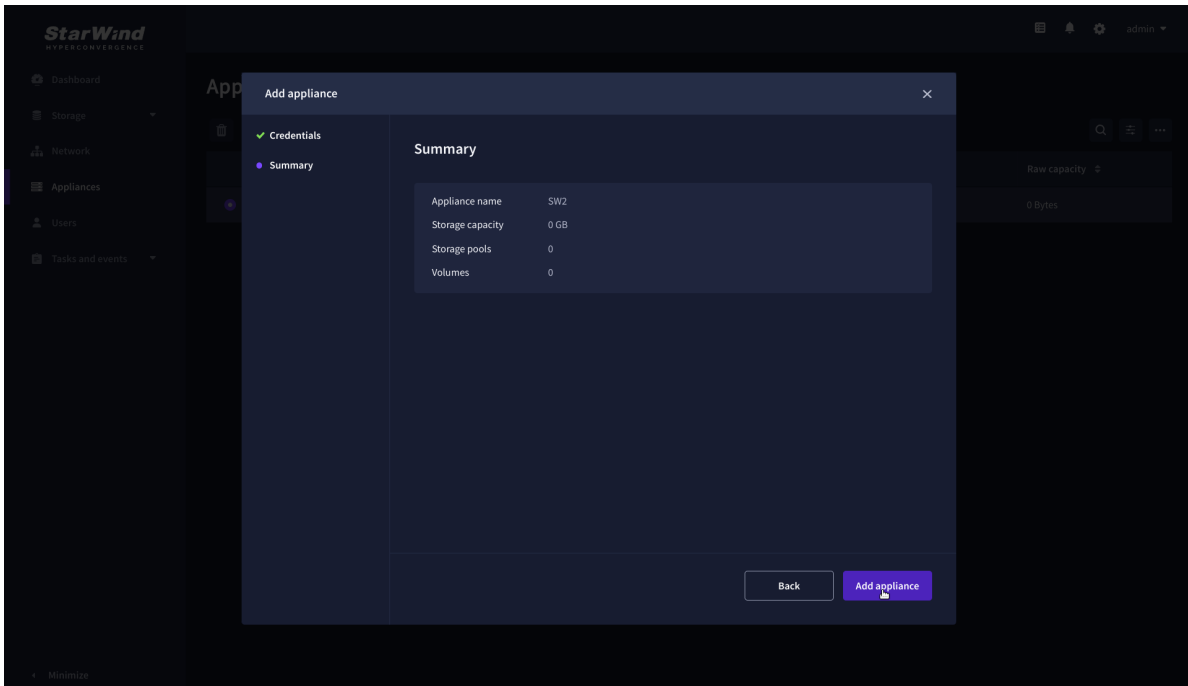 StarWind
HYPERCONVERGENCE
admin
Dashboard
Storage
Network
Appliances
Users
Tasks and events
Minimize
App
Raw capacity
0 Bytes
Add appliance
Credentials
Summary
Summary
Appliance name SW2
Storage capacity 0 GB
Storage pools 0
Volumes 0
Back
Add appliance